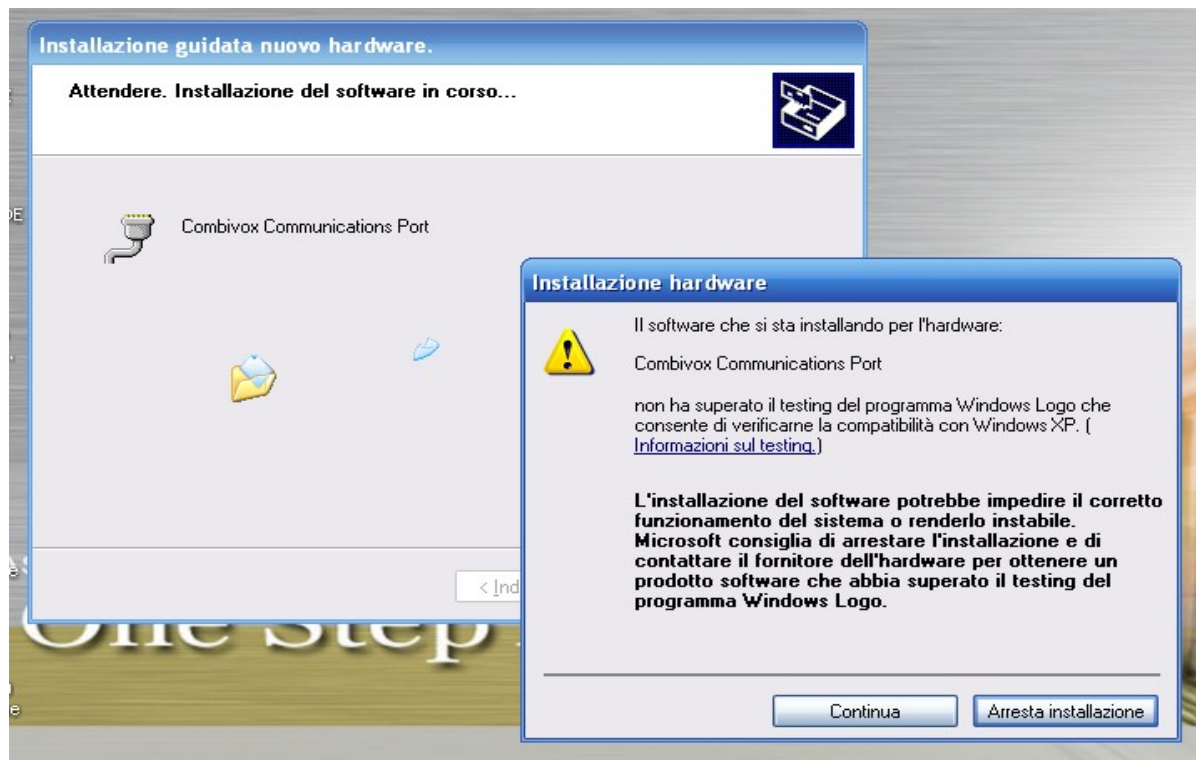 Installazione guidata nuovo hardware.
Attendere. Installazione del software in corso...
Combivox Communications Port
< Ind
Installazione hardware
Il software che si sta installando per l'hardware:
Combivox Communications Port
non ha superato il testing del programma Windows Logo che
consente di verificarne la compatibilità con Windows XP. (
Informazioni sul testing.)
L'installazione del software potrebbe impedire il corretto
funzionamento del sistema o renderlo instabile.
Microsoft consiglia di arrestare l'installazione e di
contattare il fornitore dell'hardware per ottenere un
prodotto software che abbia superato il testing del
programma Windows Logo.
Continua
Arresta installazione
One Step